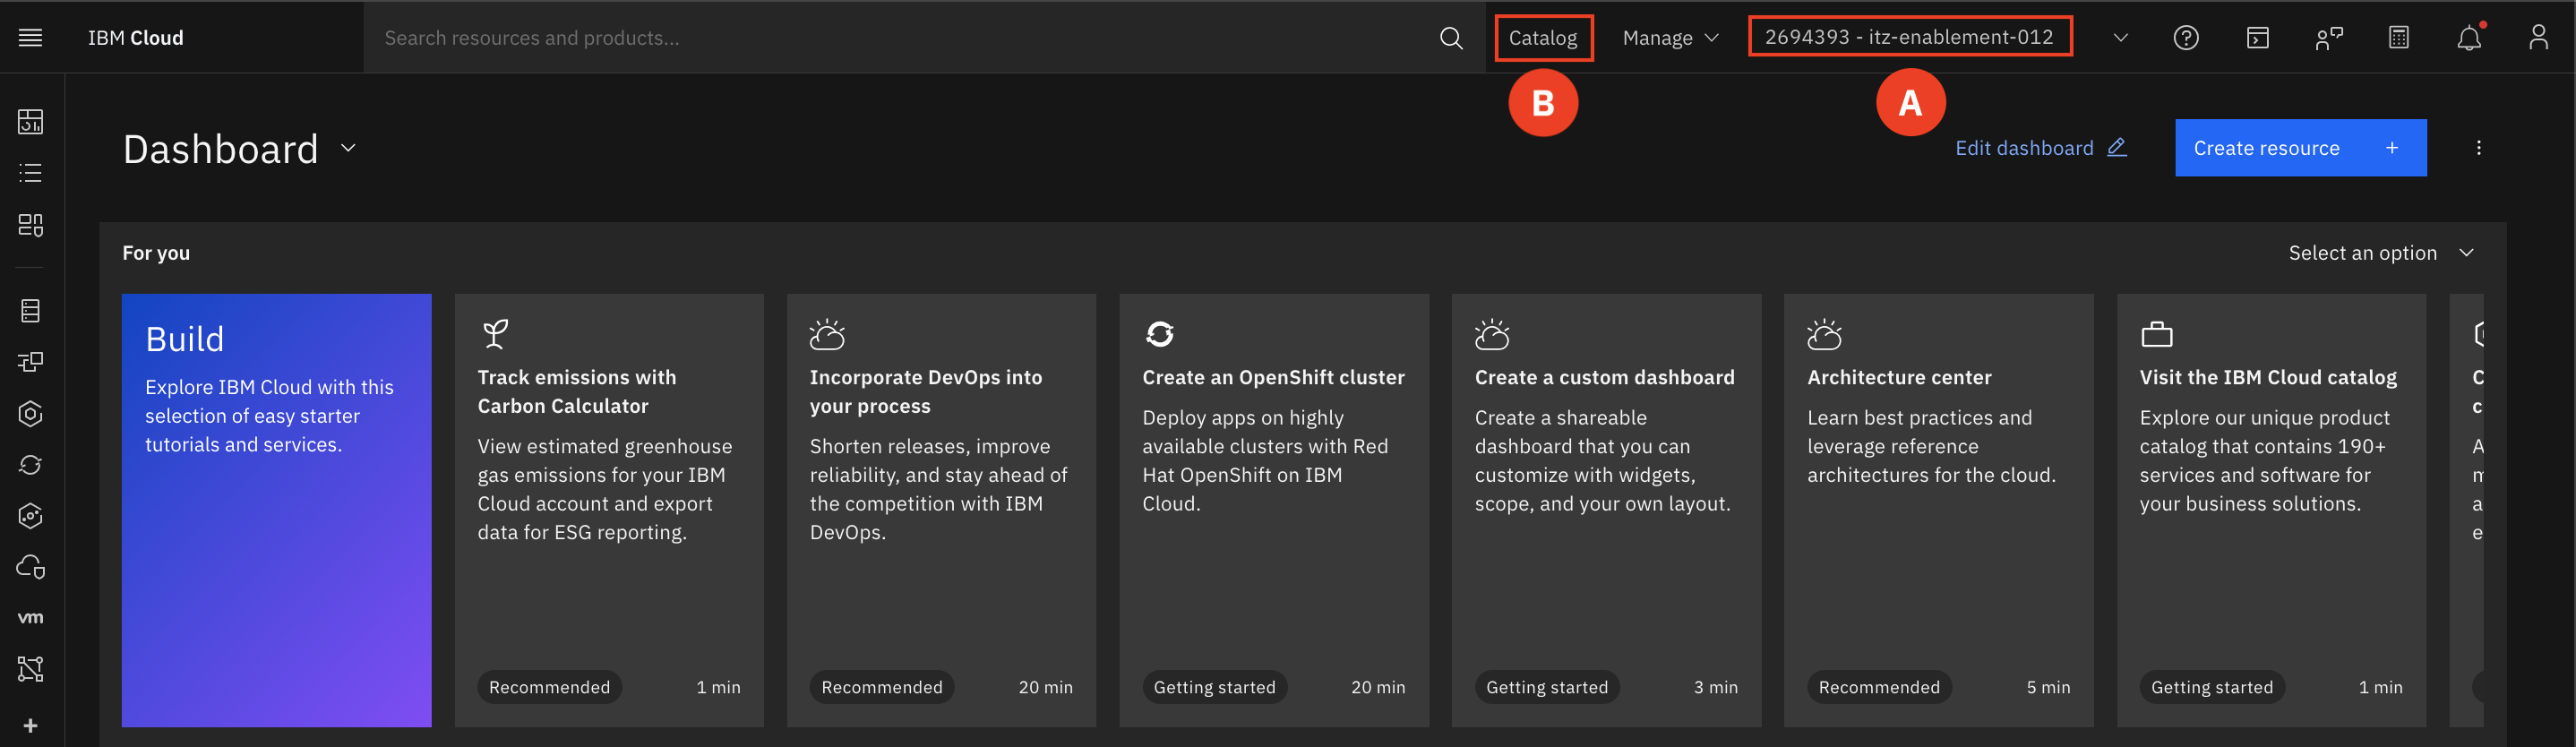 IBM Cloud
Search resources and products...
Catalog
Manage
2694393 - itz-enablement-012
B
A
Dashboard
Edit dashboard
Create resource +
For you
Select an option
Build
Explore IBM Cloud with this
selection of easy starter
tutorials and services.
Track emissions with
Carbon Calculator
View estimated greenhouse
gas emissions for your IBM
Cloud account and export
data for ESG reporting.
Recommended
1 min
Incorporate DevOps into
your process
Shorten releases, improve
reliability, and stay ahead of
the competition with IBM
DevOps.
Recommended
20 min
Create an OpenShift cluster
Deploy apps on highly
available clusters with Red
Hat OpenShift on IBM
Cloud.
Getting started
20 min
Create a custom dashboard
Create a shareable
dashboard that you can
customize with widgets,
scope, and your own layout.
Getting started
3 min
Architecture center
Learn best practices and
leverage reference
architectures for the cloud.
Recommended
5 min
Visit the IBM Cloud catalog
Explore our unique product
catalog that contains 190+
services and software for
your business solutions.
Getting started
1 min
vm